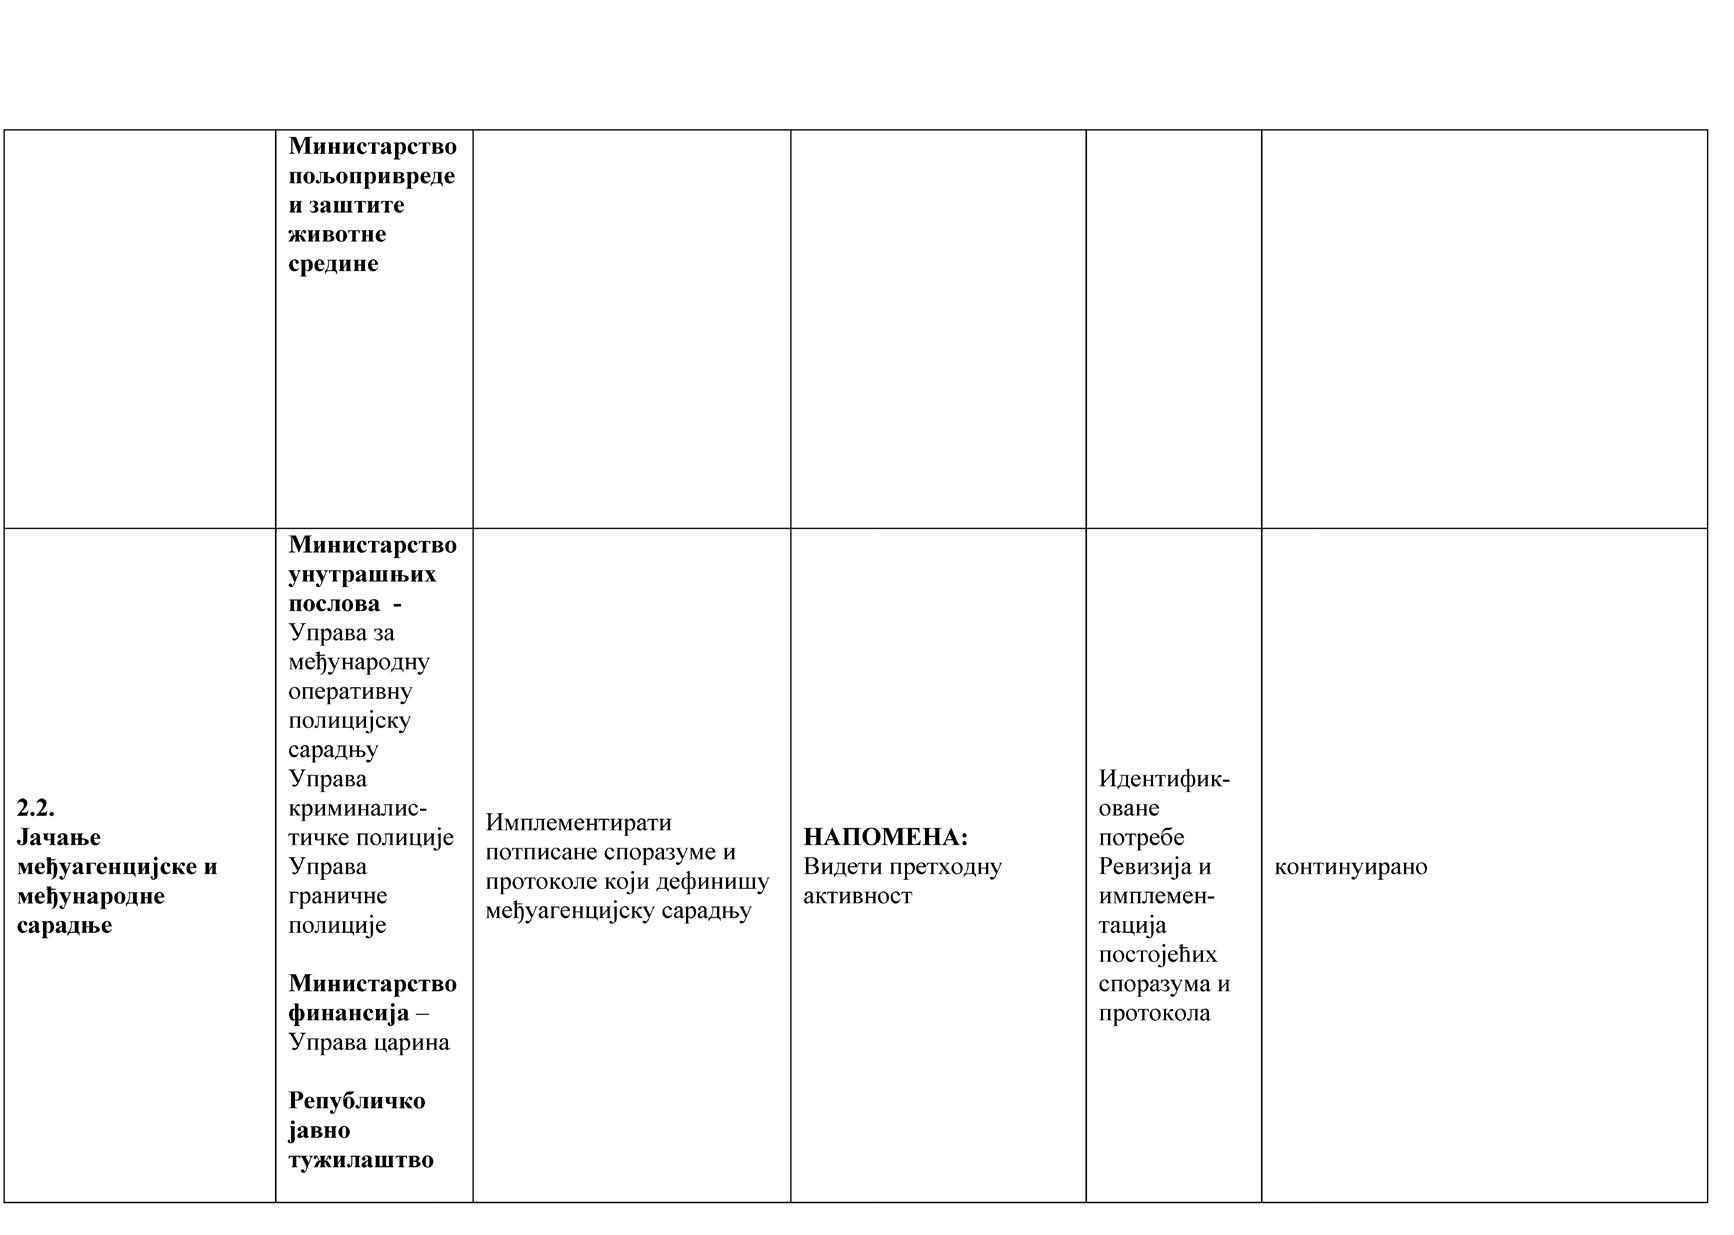 Министарство
пољопривреде
и заштите
животне
средине
2.2.
Јачање
међуагенцијске и
међународне
сарадње
Министарство
унутрашњих
послова -
Управа за
међународну
оперативну
полицијску
сарадњу
Управа
криминалис-
тичке полиције
Управа
граничне
полиције
Министарство
финансија –
Управа царина
Републичко
јавно
тужилаштво
Имплементирати
потписане споразуме и
протоколе који дефинишу
међуагенцијску сарадњу
НАПОМЕНА:
Видети претходну
активност
Идентифик-
оване
потребе
Ревизија и
имплемен-
тација
постојећих
споразума и
протокола
континуирано